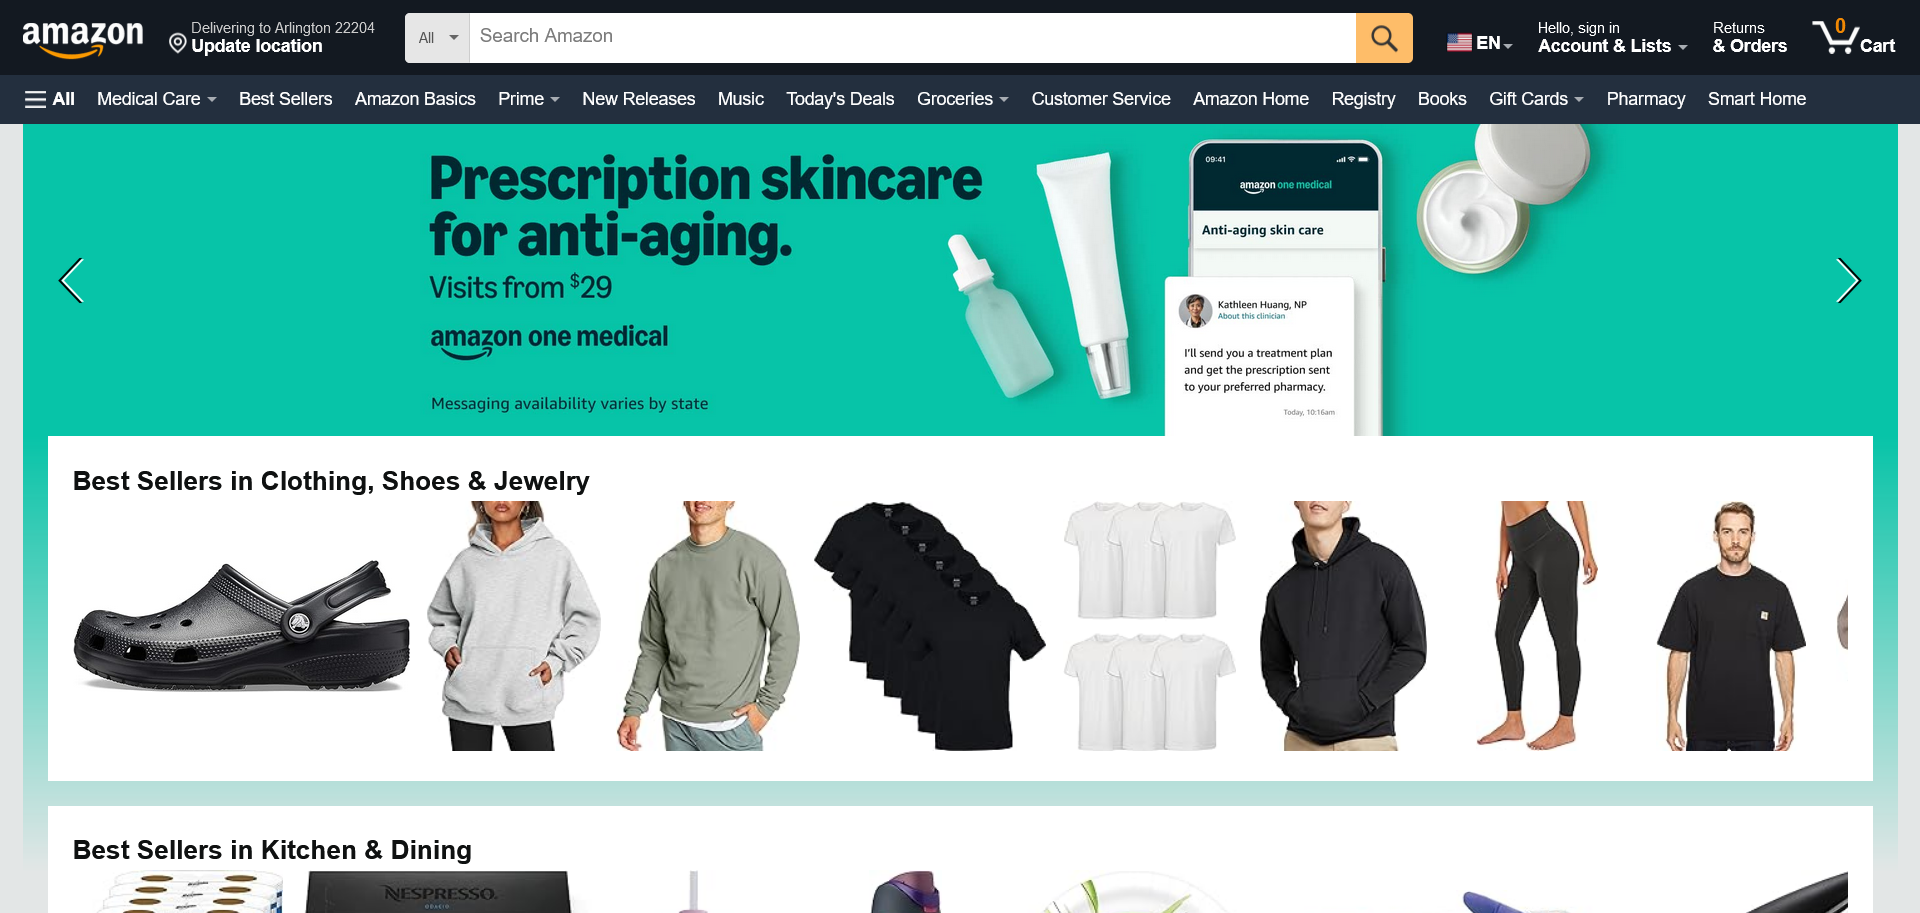 amazon
Delivering to Arlington 22204
Update location
All
Search Amazon
EN
Hello, sign in
Account & Lists
Returns
& Orders
0
Cart
All
Medical Care
Best Sellers
Amazon Basics
Prime
New Releases
Music
Today's Deals
Groceries
Customer Service
Amazon Home
Registry
Books
Gift Cards
Pharmacy
Smart Home
Prescription skincare
for anti-aging.
Visits from $29
amazon one medical
Messaging availability varies by state
09:41
amazon one medical
Anti-aging skin care
Kathleen Huang, NP
About this clinician
I'll send you a treatment plan
and get the prescription sent
to your preferred pharmacy.
Today, 10:16am
Best Sellers in Clothing, Shoes & Jewelry
Best Sellers in Kitchen & Dining
NESPRESSO.